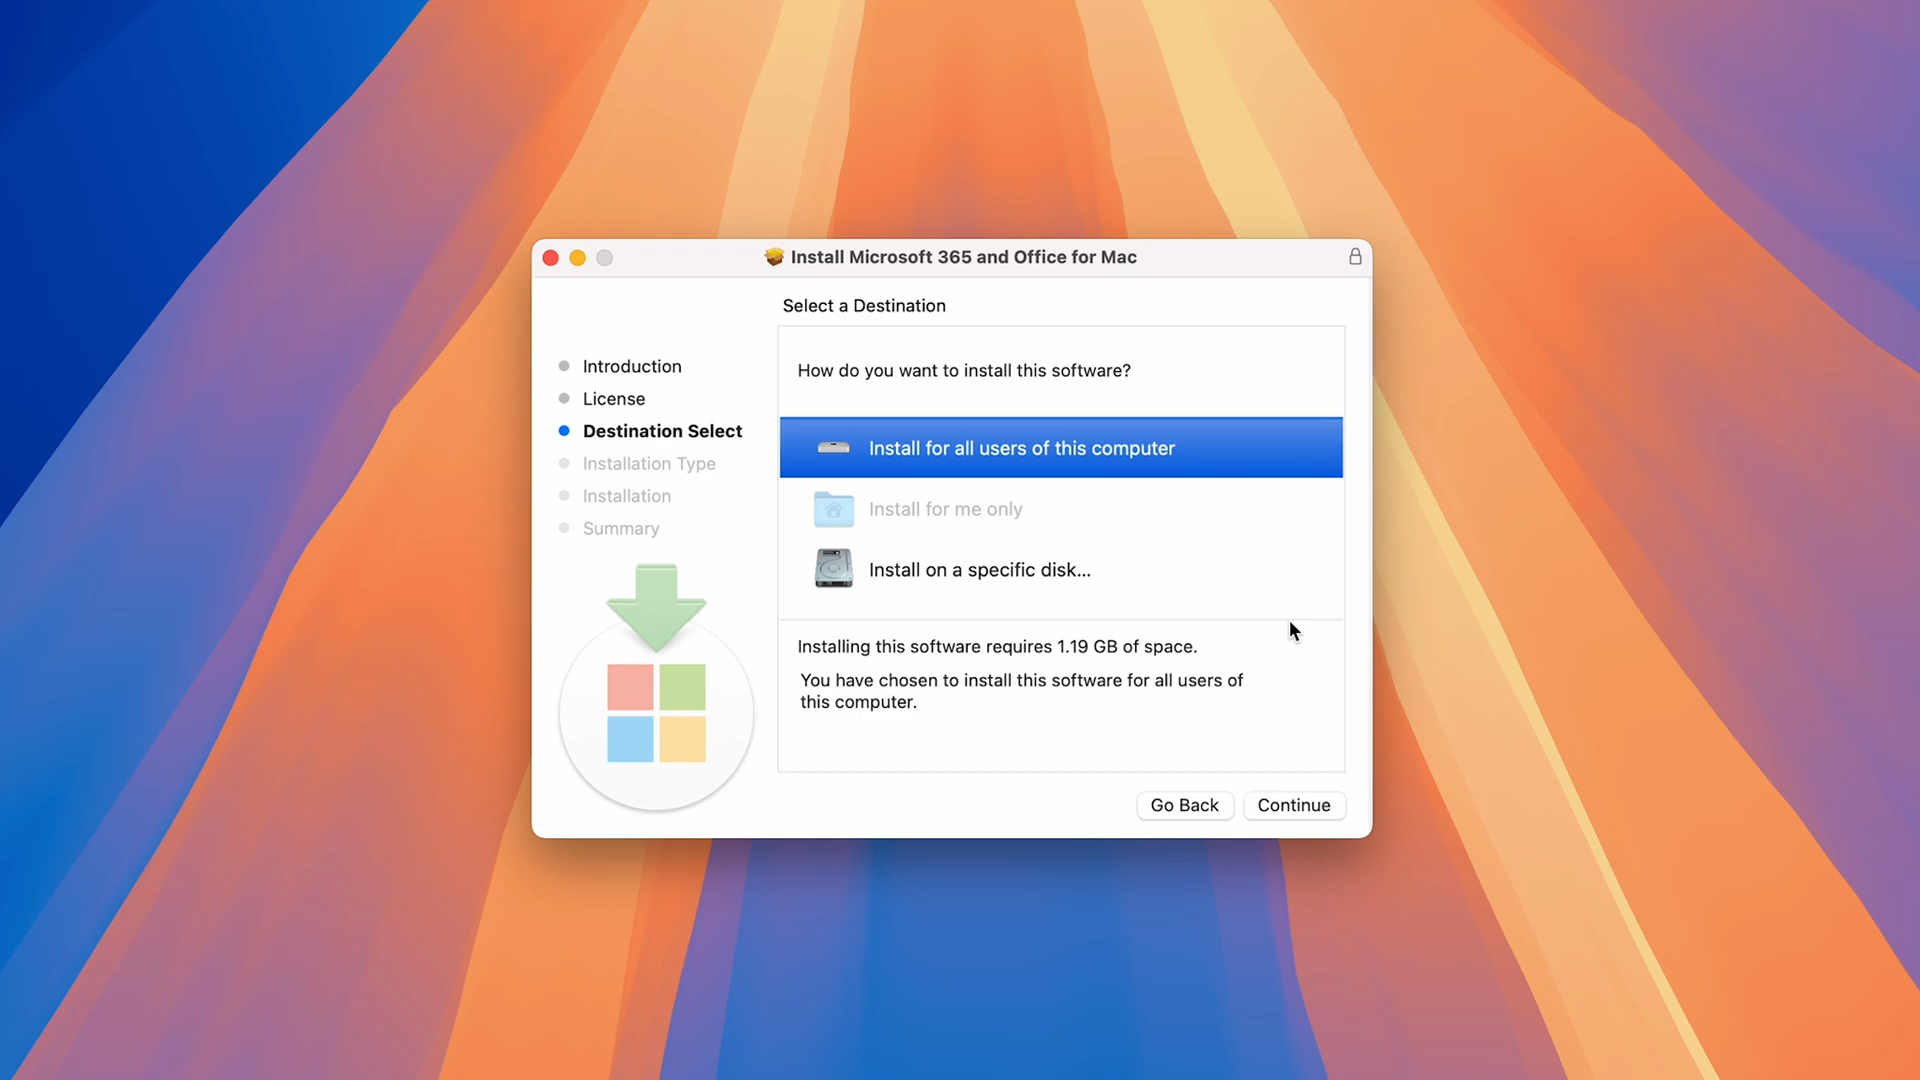 Install Microsoft 365 and Office for Mac
Select a Destination
Introduction
License
Destination Select
Installation Type
Installation
Summary
How do you want to install this software?
Install for all users of this computer
Install for me only
Install on a specific disk...
Installing this software requires 1.19 GB of space.
You have chosen to install this software for all users of
this computer.
Go Back
Continue